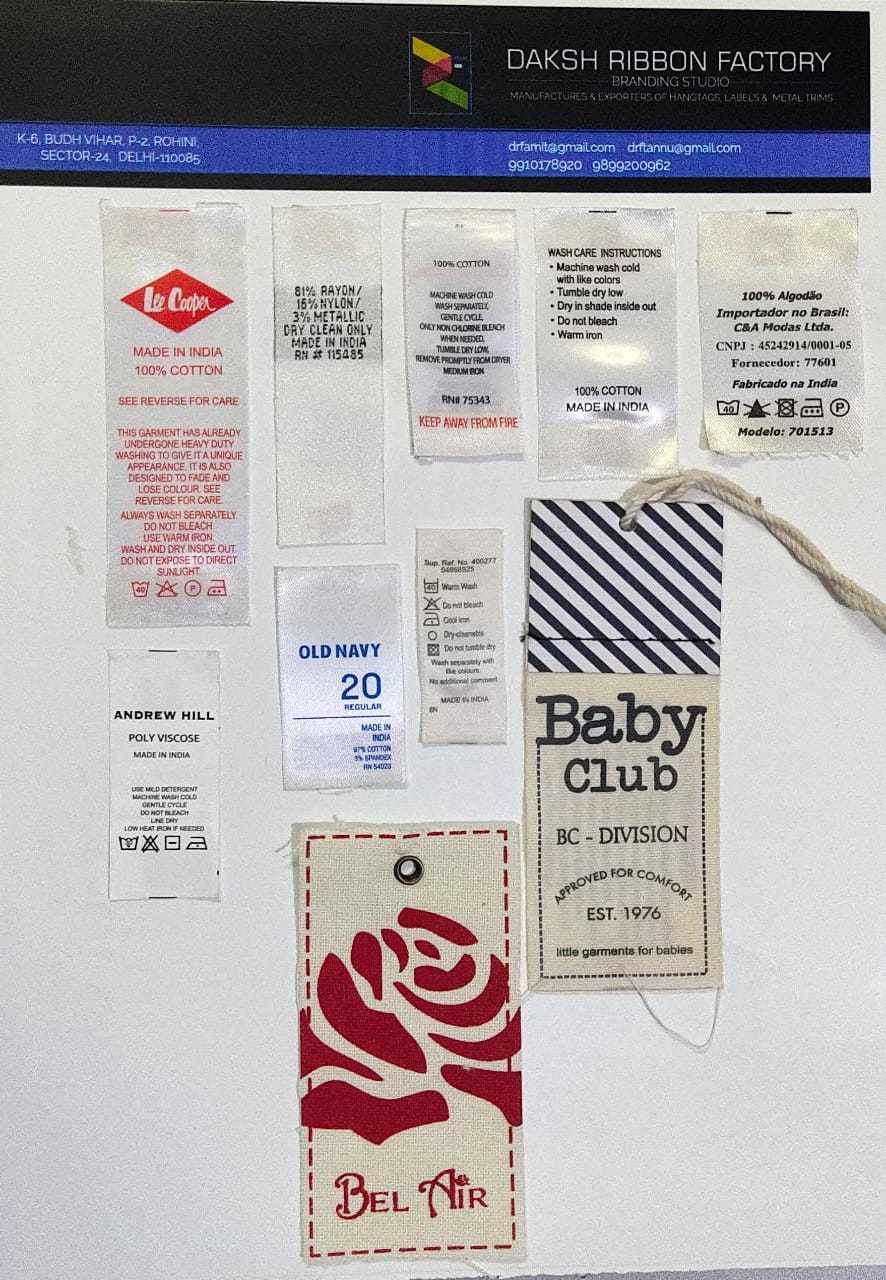 DAKSH RIBBON FACTORY
BRANDING STUDIO
MANUFACTURES & EXPORTERS OF HANGTAGS, LABELS & METAL TRIMS
K-6, BUDH VIHAR, P-2, ROHINI,
SECTOR-24, DELHI-110085
drfamit@gmail.com drftannu@gmail.com
9910178920 9899200962
Lee Cooper
MADE IN INDIA
100% COTTON
SEE REVERSE FOR CARE
THIS GARMENT HAS ALREADY
UNDERGONE HEAVY DUTY
WASHING TO GIVE IT A UNIQUE
APPEARANCE. IT IS ALSO
DESIGNED TO FADE AND
LOSE COLOUR. SEE
REVERSE FOR CARE.
ALWAYS WASH SEPARATELY.
DO NOT BLEACH
USE WARM IRON.
WASH AND DRY INSIDE OUT.
DO NOT EXPOSE TO DIRECT
SUNLIGHT.
40 P
81% RAYON/
16% NYLON/
3% METALLIC
DRY CLEAN ONLY
MADE IN INDIA
RN # 115485
100% COTTON
MACHINE WASH COLD
WASH SEPARATELY,
GENTLE CYCLE,
ONLY NON CHLORINE BLEACH
WHEN NEEDED,
TUMBLE DRY LOW,
REMOVE PROMPTLY FROM DRYER
MEDIUM IRON
RN# 75343
KEEP AWAY FROM FIRE
WASH CARE INSTRUCTIONS
• Machine wash cold
with like colors
• Tumble dry low
• Dry in shade inside out
• Do not bleach
• Warm iron
100% COTTON
MADE IN INDIA
100% Algodão
Importador no Brasil:
C&A Modas Ltda.
CNPJ : 45242914/0001-05
Fornecedor: 77601
Fabricado na India
40 P
Modelo: 701513
ANDREW HILL
POLY VISCOSE
MADE IN INDIA
USE MILD DETERGENT
MACHINE WASH COLD
GENTLE CYCLE
DO NOT BLEACH
LINE DRY
LOW HEAT IRON IF NEEDED
OLD NAVY
20
REGULAR
MADE IN
INDIA
97% COTTON
3% SPANDEX
RN 54023
Sup. Ref. No. 400277
40 Warm Wash
Do not bleach
Cool iron
Dry-cleanable
Do not tumble dry
Wash separately with
like colours.
No additional comment
MADE IN INDIA
Baby
Club
BC - DIVISION
APPROVED FOR COMFORT
EST. 1976
little garments for babies
BEL AIR